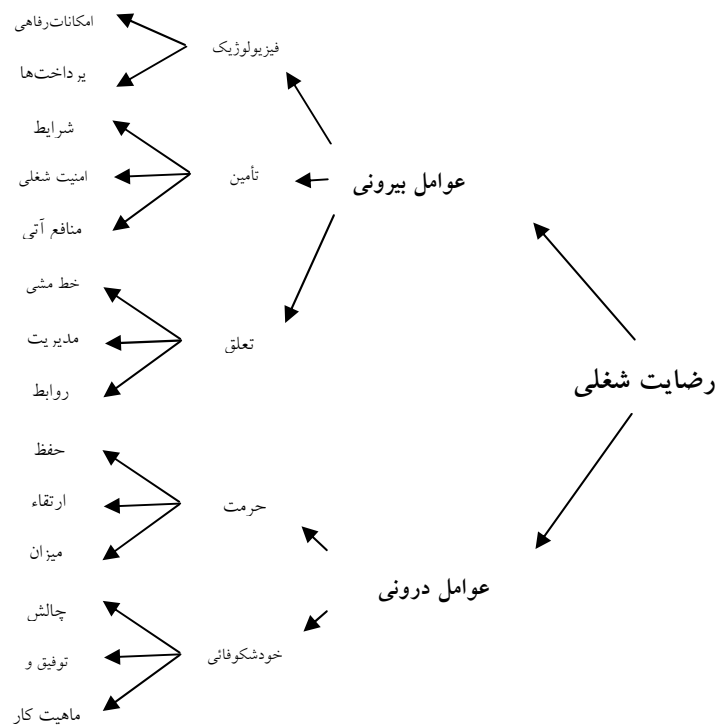 رضایت شغلی
عوامل بیرونی
فیزیولوژیک
امکانات‌رفاهی
پرداخت‌ها
تأمین
شرایط
امنیت شغلی
منافع آتی
تعلق
خط مشی
مدیریت
روابط
عوامل درونی
حرمت
حفظ
ارتقاء
میزان
خودشکوفائی
چالش
توفیق و
ماهیت کار